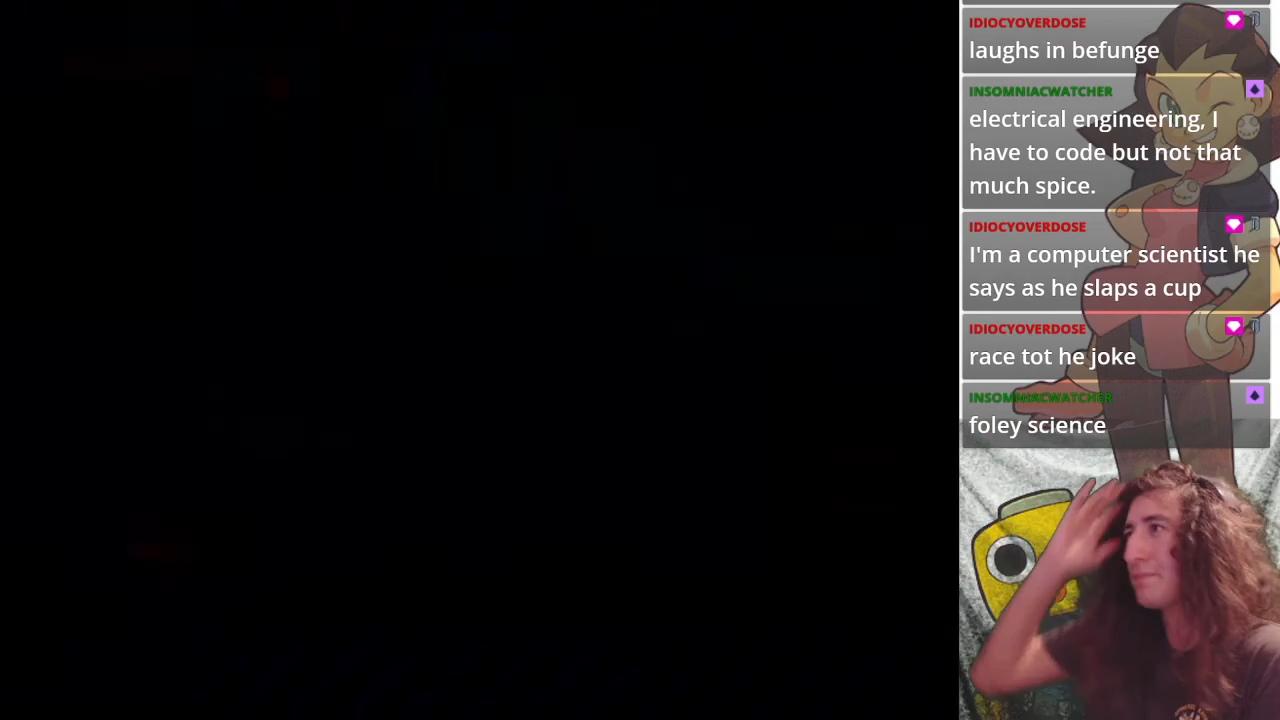 IDIOCYOVERDOSE
laughs in befunge
INSOMNIACWATCHER
electrical engineering, I
have to code but not that
much spice.
IDIOCYOVERDOSE
I'm a computer scientist he
says as he slaps a cup
IDIOCYOVERDOSE
race tot he joke
INSOMNIACWATCHER
foley science